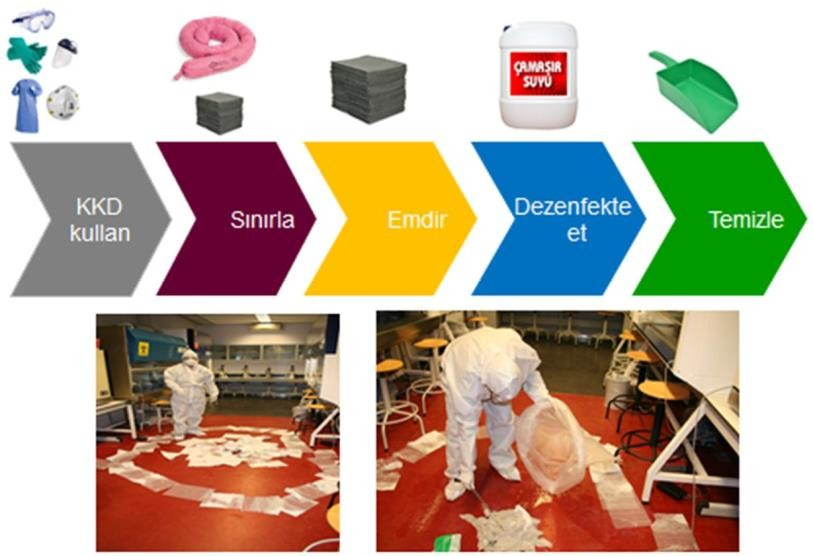 ÇAMAŞIR
SUYU
KKD
kullan
Sınırla
Emdir
Dezenfekte
et
Temizle